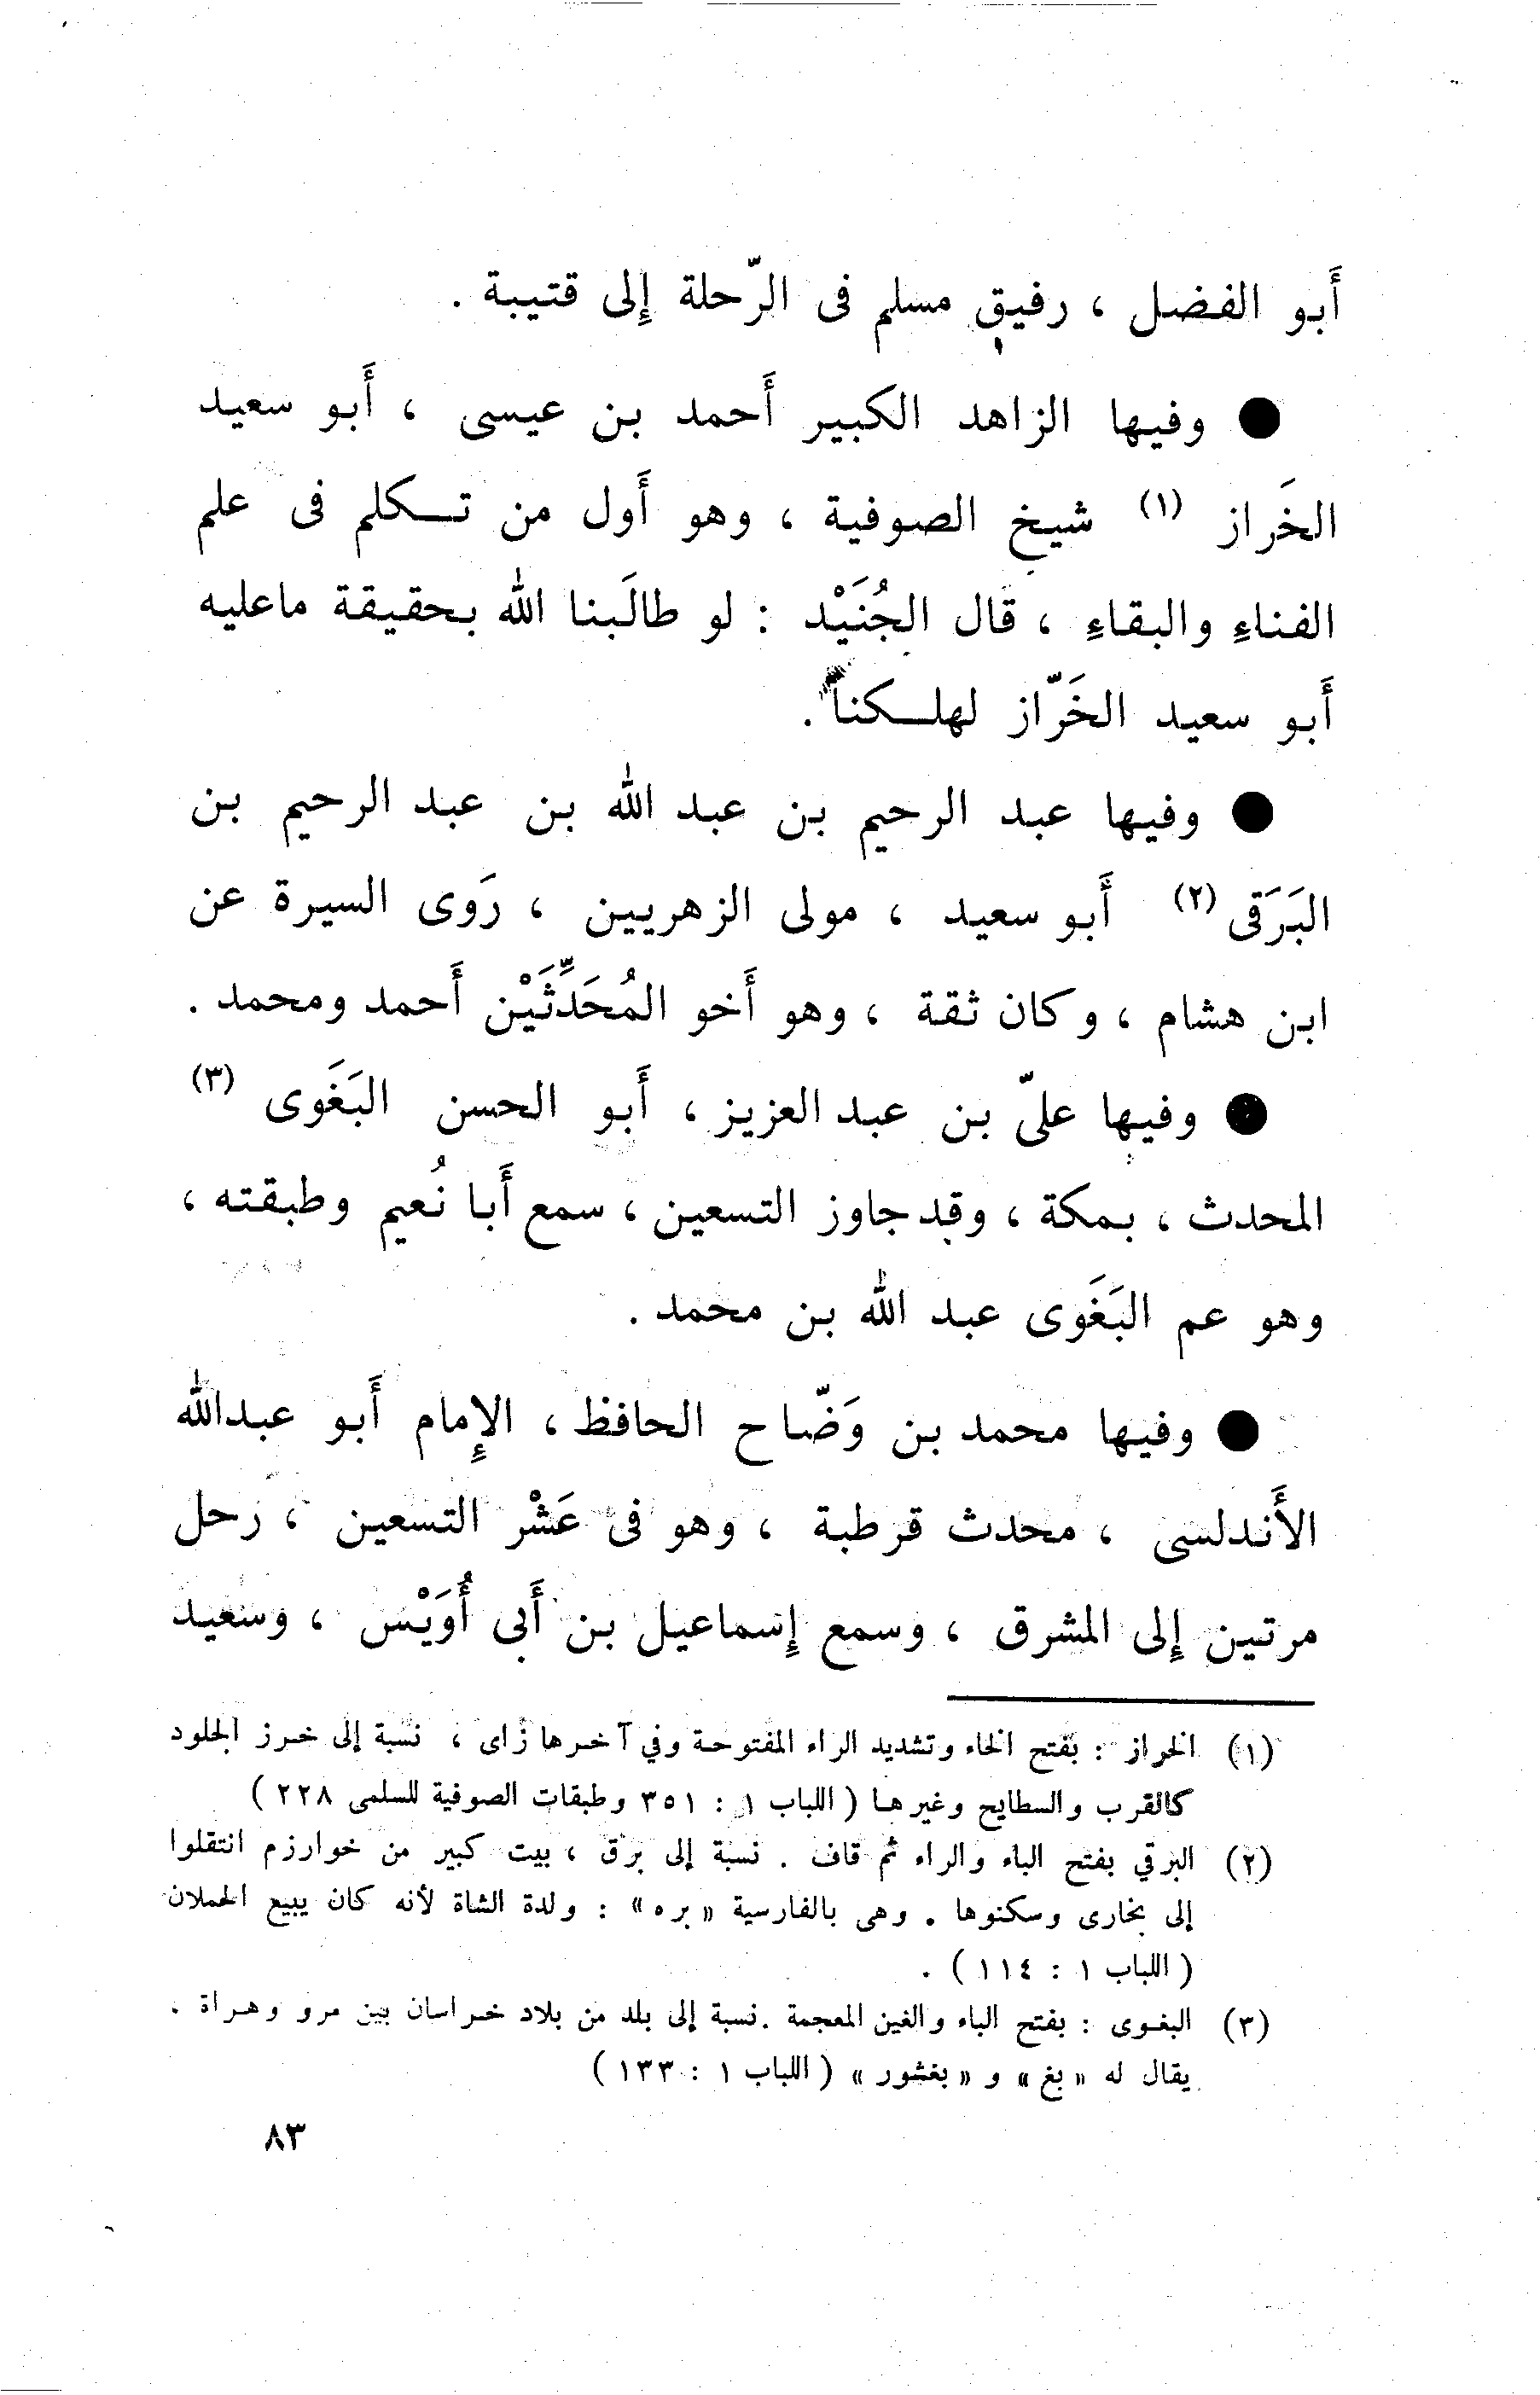 أَبو الفضل ، رفيق مسلم فى الرّحلة إِلى قتيبة .
● وفيها الزاهد الكبير أَحمد بن عيسى ، أَبو سعيد
الخَراز (١) شيخ الصوفية ، وهو أَول من تـكلم فى علم
الفناءِ والبقاءِ ، قال الجُنَيْد : لو طالَبنا الله بحقيقة ماعليه
أَبو سعيد الخَرّاز لهلـكنا .
● وفيها عبد الرحيم بن عبد الله بن عبد الرحيم بن
البَرَقى (٢) أَبو سعيد ، مولى الزهريين ، رَوى السيرة عن
ابن هشام ، وكان ثقة ، وهو أَخو المُحَدِّثَيْن أَحمد ومحمد .
● وفيها علىّ بن عبد العزيز ، أَبو الحسن البَغَوى (٣)
المحدث ، بمكة ، وقد جاوز التسعين ، سمع أَبا نُعيم وطبقته ،
وهو عم البَغَوى عبد الله بن محمد .
● وفيها محمد بن وَضّاح الحافظ ، الإِمام أَبو عبدالله
الأَندلسى ، محدث قرطبة ، وهو فى عَشْر التسعين ، رحل
مرتين إِلى المشرق ، وسمع إِسماعيل بن أَبى أُوَيْس ، وسعيد
(١) الخراز : بفتح الخاء وتشديد الراء المفتوحة وفي آخرها زاى ، نسبة إلى خرز الجلود
كالقرب والسطايح وغيرها ( اللباب ١ : ٣٥١ وطبقات الصوفية للسلمى ٢٢٨ )
(٢) البرقي بفتح الباء والراء ثم قاف . نسبة إلى برق ، بيت كبير من خوارزم انتقلوا
إلى بخارى وسكنوها . وهى بالفارسية « بره » : ولدة الشاة لأنه كان يبيع الحملان
( اللباب ١ : ١١٤ ) .
(٣) البغوى : بفتح الباء والغين المعجمة . نسبة إلى بلد من بلاد خراسان بين مرو وهراة .
يقال له « بغ » و « بغشور » ( اللباب ١ : ١٣٣ )
٨٣